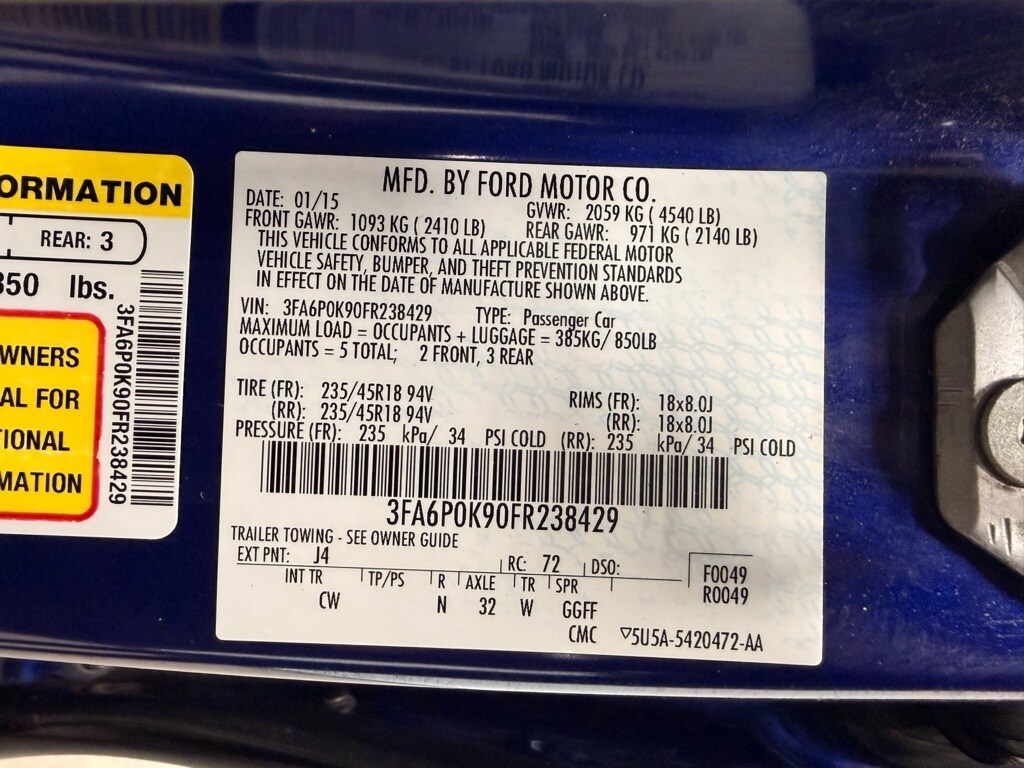 ORMATION
REAR: 3
850 lbs.
WNERS
AL FOR
TIONAL
MATION
3FA6P0K90FR238429
MFD. BY FORD MOTOR CO.
DATE: 01/15 GVWR: 2059 KG ( 4540 LB)
FRONT GAWR: 1093 KG ( 2410 LB) REAR GAWR: 971 KG ( 2140 LB)
THIS VEHICLE CONFORMS TO ALL APPLICABLE FEDERAL MOTOR
VEHICLE SAFETY, BUMPER, AND THEFT PREVENTION STANDARDS
IN EFFECT ON THE DATE OF MANUFACTURE SHOWN ABOVE.
VIN: 3FA6P0K90FR238429 TYPE: Passenger Car
MAXIMUM LOAD = OCCUPANTS + LUGGAGE = 385KG/ 850LB
OCCUPANTS = 5 TOTAL; 2 FRONT, 3 REAR
TIRE (FR): 235/45R18 94V RIMS (FR): 18x8.0J
(RR): 235/45R18 94V (RR): 18x8.0J
PRESSURE (FR): 235 kPa/ 34 PSI COLD (RR): 235 kPa/ 34 PSI COLD
3FA6P0K90FR238429
TRAILER TOWING - SEE OWNER GUIDE
EXT PNT: J4 RC: 72 DSO: F0049
INT TR TP/PS R AXLE TR SPR R0049
CW N 32 W GGFF
CMC ▽5U5A-5420472-AA